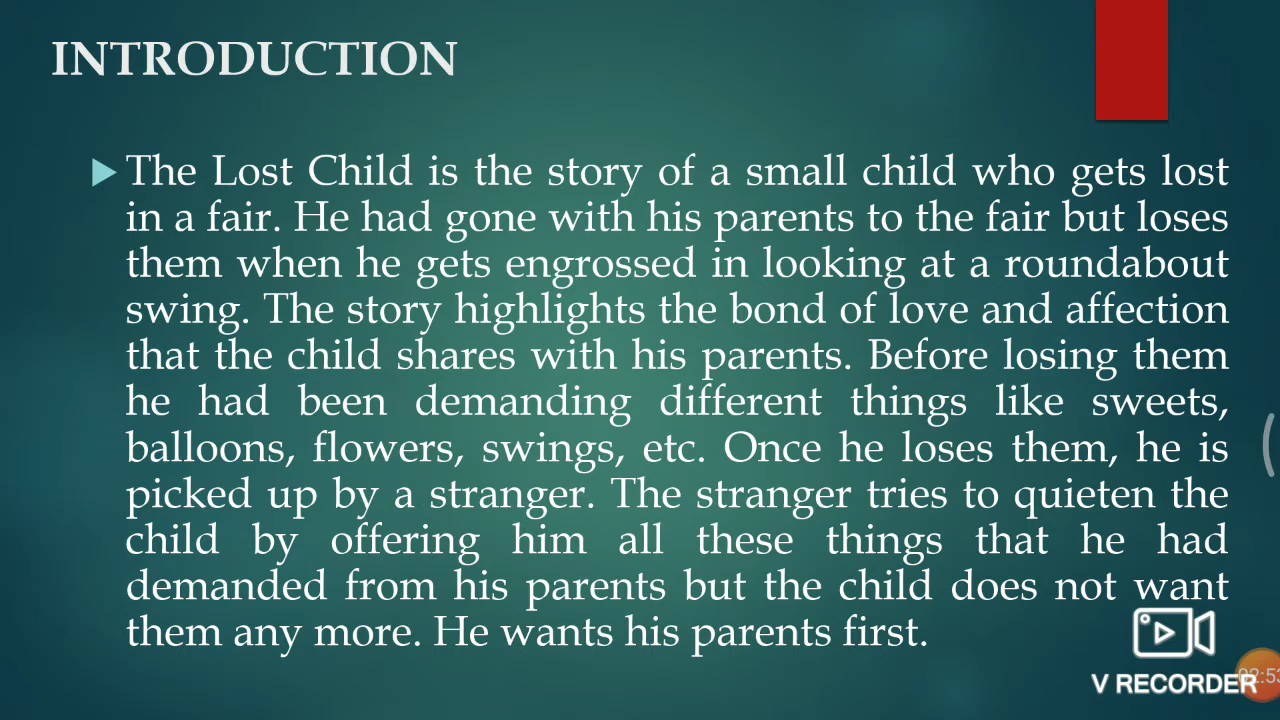 INTRODUCTION
The Lost Child is the story of a small child who gets lost
in a fair. He had gone with his parents to the fair but loses
them when he gets engrossed in looking at a roundabout
swing. The story highlights the bond of love and affection
that the child shares with his parents. Before losing them
he had been demanding different things like sweets,
balloons, flowers, swings, etc. Once he loses them, he is
picked up by a stranger. The stranger tries to quieten the
child by offering him all these things that he had
demanded from his parents but the child does not want
them any more. He wants his parents first.
V RECORDER
02:53